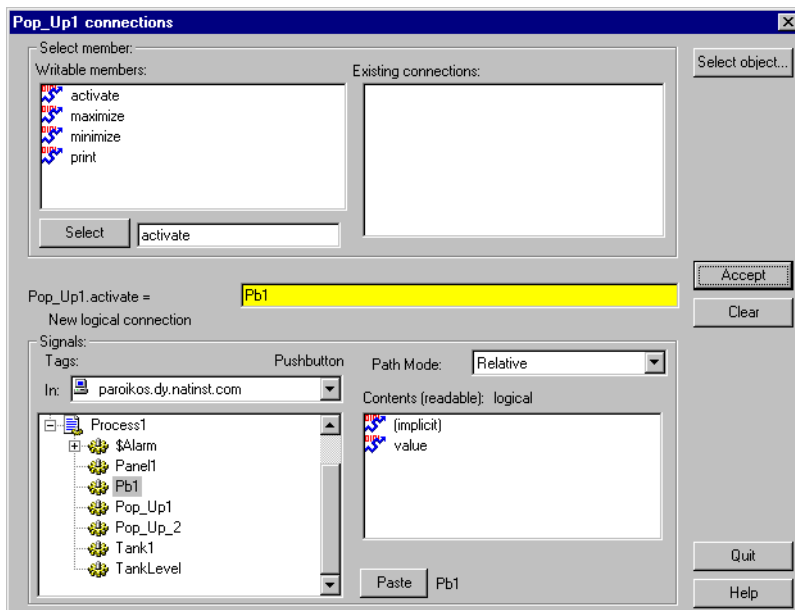 Pop_Up1 connections
Select member:
Writable members:
Existing connections:
Select object...
activate
maximize
minimize
print
Select
activate
Accept
Pop_Up1.activate =
Pb1
New logical connection
Clear
Signals:
Tags:
Pushbutton
Path Mode:
Relative
In:
paroikos.dy.natinst.com
Contents (readable): logical
Process1
$Alarm
Panel1
Pb1
Pop_Up1
Pop_Up_2
Tank1
TankLevel
(implicit)
value
Paste
Pb1
Quit
Help